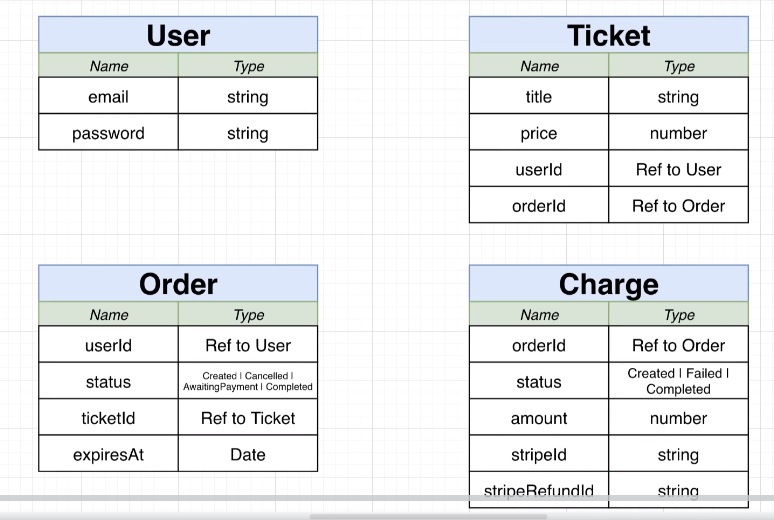 User
Name Type
email string
password string
Ticket
Name Type
title string
price number
userId Ref to User
orderId Ref to Order
Order
Name Type
userId Ref to User
status Created | Cancelled |
AwaitingPayment | Completed
ticketId Ref to Ticket
expiresAt Date
Charge
Name Type
orderId Ref to Order
status Created | Failed |
Completed
amount number
stripeId string
stripeRefundId string